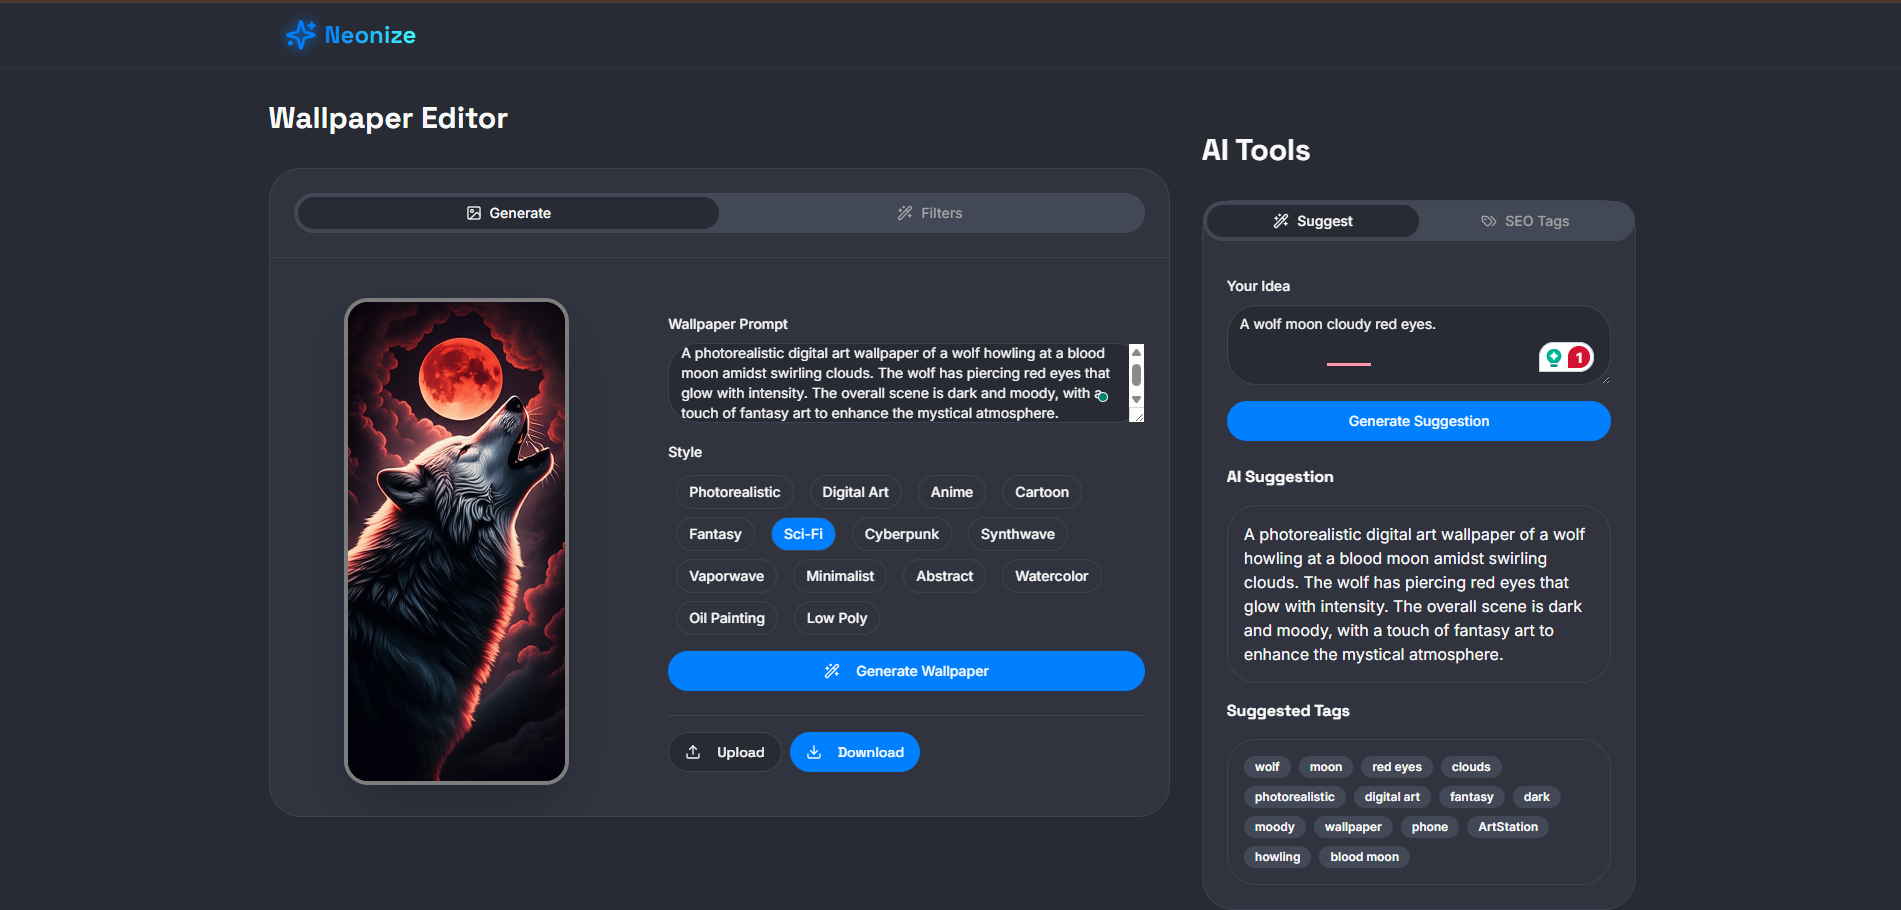 Neonize
Wallpaper Editor
Generate
Filters
Wallpaper Prompt
A photorealistic digital art wallpaper of a wolf howling at a blood
moon amidst swirling clouds. The wolf has piercing red eyes that
glow with intensity. The overall scene is dark and moody, with a
touch of fantasy art to enhance the mystical atmosphere.
Style
Photorealistic
Digital Art
Anime
Cartoon
Fantasy
Sci-Fi
Cyberpunk
Synthwave
Vaporwave
Minimalist
Abstract
Watercolor
Oil Painting
Low Poly
Generate Wallpaper
Upload
Download
AI Tools
Suggest
SEO Tags
Your Idea
A wolf moon cloudy red eyes.
1
Generate Suggestion
AI Suggestion
A photorealistic digital art wallpaper of a wolf
howling at a blood moon amidst swirling
clouds. The wolf has piercing red eyes that
glow with intensity. The overall scene is dark
and moody, with a touch of fantasy art to
enhance the mystical atmosphere.
Suggested Tags
wolf
moon
red eyes
clouds
photorealistic
digital art
fantasy
dark
moody
wallpaper
phone
ArtStation
howling
blood moon